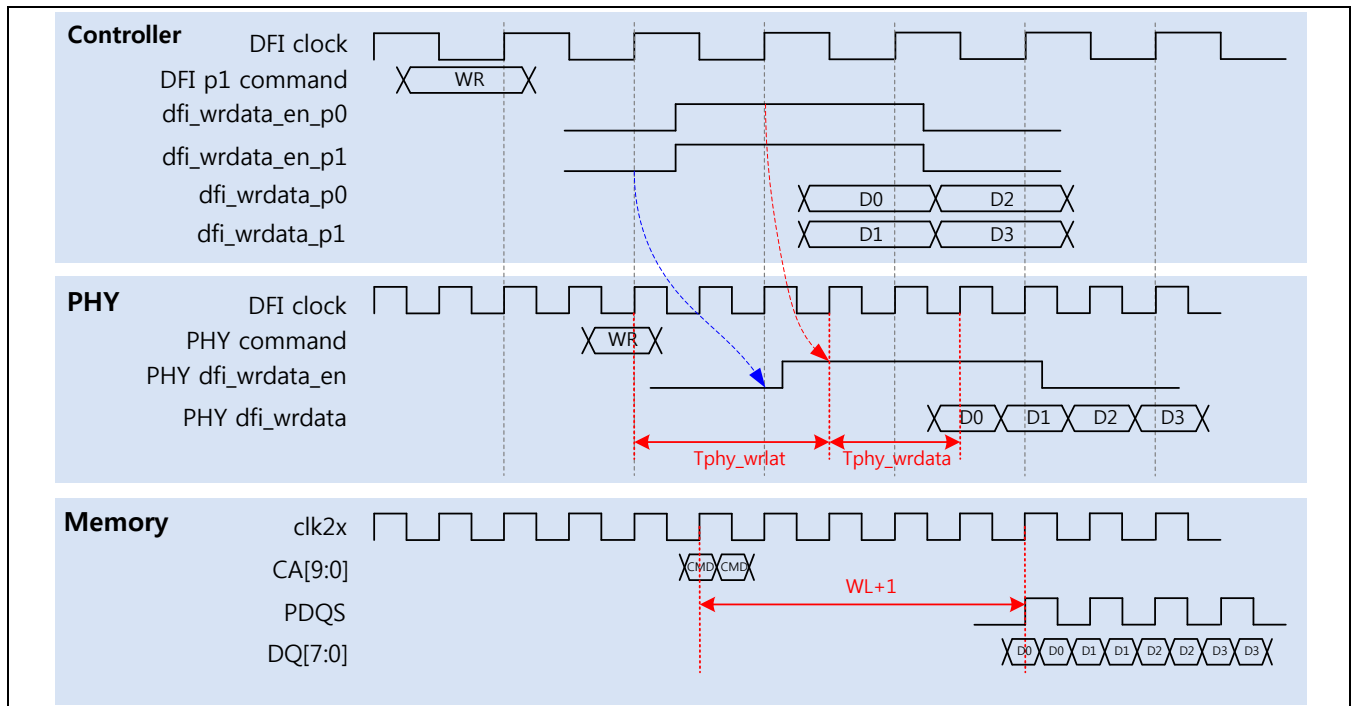 Controller
DFI clock
DFI p1 command
WR
dfi_wrdata_en_p0
dfi_wrdata_en_p1
dfi_wrdata_p0
D0 D2
dfi_wrdata_p1
D1 D3
PHY
DFI clock
PHY command
WR
PHY dfi_wrdata_en
PHY dfi_wrdata
D0 D1 D2 D3
Tphy_wrlat Tphy_wrdata
Memory
clk2x
CA[9:0]
CMD CMD
WL+1
PDQS
DQ[7:0]
D0 D0 D1 D1 D2 D2 D3 D3